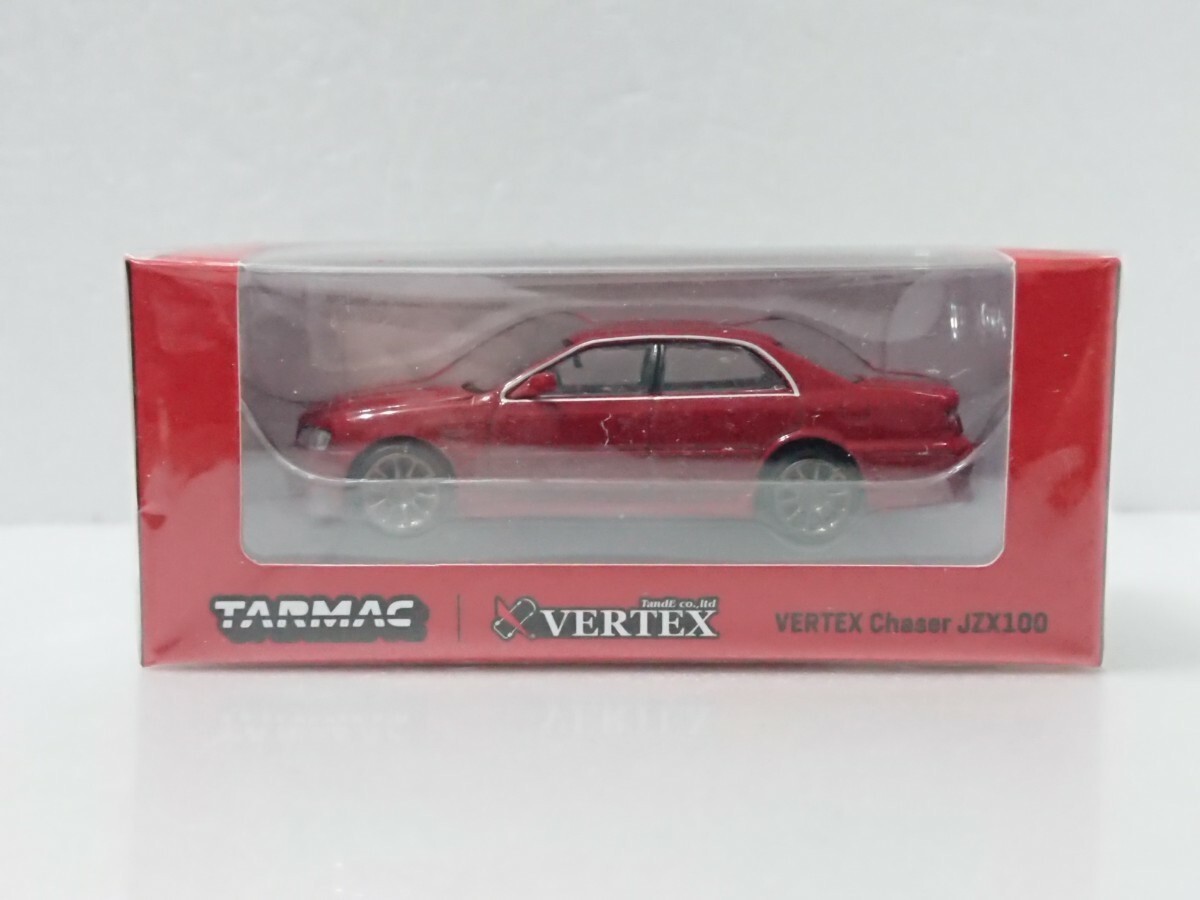 TARMAC
TandE co.,ltd
VERTEX
VERTEX Chaser JZX100